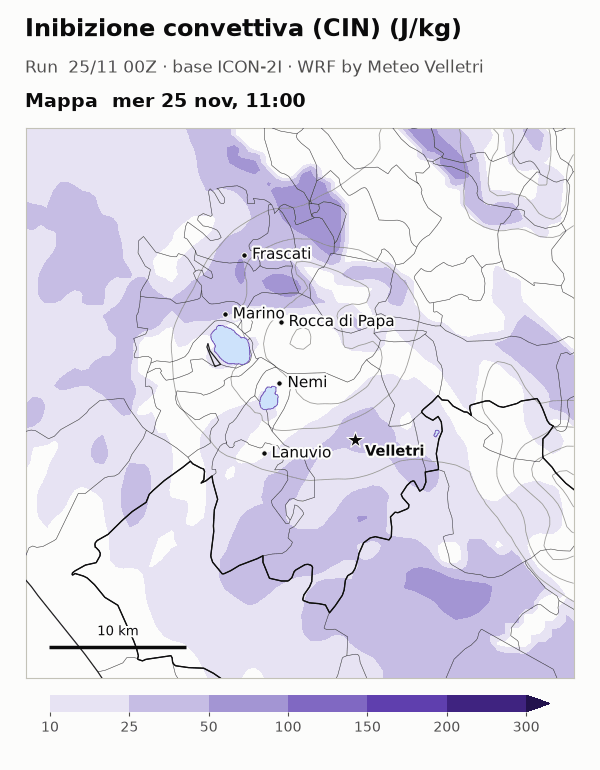 Inibizione convettiva (CIN) (J/kg)
Run 25/11 00Z · base ICON-2I · WRF by Meteo Velletri
Mappa mer 25 nov, 11:00
Frascati
Marino
Rocca di Papa
Nemi
Velletri
Lanuvio
10 km
10 25 50 100 150 200 300